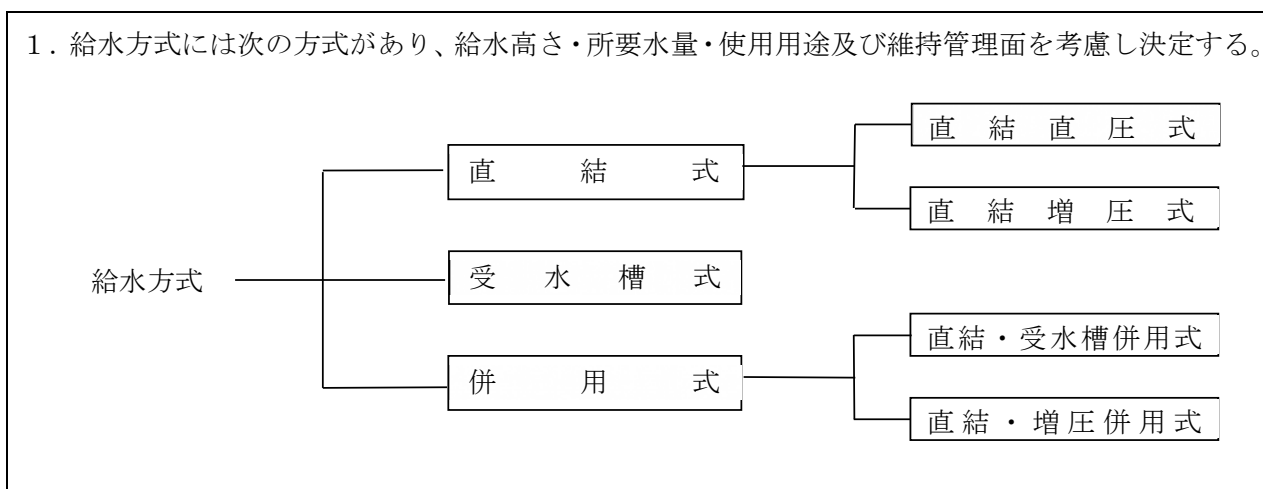 1．給水方式には次の方式があり、給水高さ・所要水量・使用用途及び維持管理面を考慮し決定する。
直結直圧式
直結式
直結増圧式
給水方式
受水槽式
直結・受水槽併用式
併用式
直結・増圧併用式